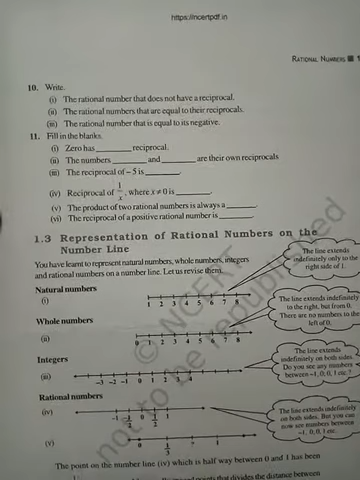 https://ncertpdf.in
RATIONAL NUMBERS ■ 1
10. Write.
(i) The rational number that does not have a reciprocal.
(ii) The rational numbers that are equal to their reciprocals.
(iii) The rational number that is equal to its negative.
11. Fill in the blanks.
(i) Zero has ________ reciprocal.
(ii) The numbers ________ and ________ are their own reciprocals
(iii) The reciprocal of – 5 is ________.
(iv) Reciprocal of 1/x, where x ≠ 0 is ________.
(v) The product of two rational numbers is always a ________.
(vi) The reciprocal of a positive rational number is ________.
1.3 Representation of Rational Numbers on the
Number Line
You have learnt to represent natural numbers, whole numbers, integers
and rational numbers on a number line. Let us revise them.
The line extends
indefinitely only to the
right side of 1.
Natural numbers
(i)
1 2 3 4 5 6 7 8
The line extends indefinitely
to the right, but from 0.
There are no numbers to the
left of 0.
Whole numbers
(ii)
0 1 2 3 4 5 6 7 8
The line extends
indefinitely on both sides.
Do you see any numbers
between –1, 0; 0, 1 etc.?
Integers
(iii)
–3 –2 –1 0 1 2 3 4
Rational numbers
(iv)
–1 –1/2 0 1/2 1
The line extends indefinitely
on both sides. But you can
now see numbers between
–1, 0; 0, 1 etc.
(v)
0 1/3 1
The point on the number line (iv) which is half way between 0 and 1 has been
points that divides the distance between
© NCERT
not to be republished